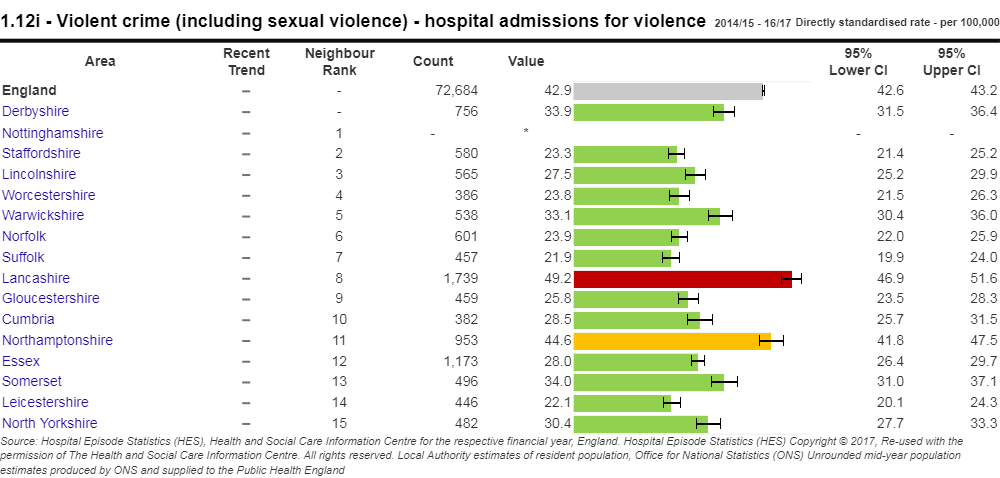 1.12i - Violent crime (including sexual violence) - hospital admissions for violence 2014/15 - 16/17 Directly standardised rate - per 100,000
Area Recent Trend Neighbour Rank Count Value 95% Lower CI 95% Upper CI
England – - 72,684 42.9 42.6 43.2
Derbyshire – - 756 33.9 31.5 36.4
Nottinghamshire – 1 - * - -
Staffordshire – 2 580 23.3 21.4 25.2
Lincolnshire – 3 565 27.5 25.2 29.9
Worcestershire – 4 386 23.8 21.5 26.3
Warwickshire – 5 538 33.1 30.4 36.0
Norfolk – 6 601 23.9 22.0 25.9
Suffolk – 7 457 21.9 19.9 24.0
Lancashire – 8 1,739 49.2 46.9 51.6
Gloucestershire – 9 459 25.8 23.5 28.3
Cumbria – 10 382 28.5 25.7 31.5
Northamptonshire – 11 953 44.6 41.8 47.5
Essex – 12 1,173 28.0 26.4 29.7
Somerset – 13 496 34.0 31.0 37.1
Leicestershire – 14 446 22.1 20.1 24.3
North Yorkshire – 15 482 30.4 27.7 33.3
Source: Hospital Episode Statistics (HES), Health and Social Care Information Centre for the respective financial year, England. Hospital Episode Statistics (HES) Copyright © 2017, Re-used with the
permission of The Health and Social Care Information Centre. All rights reserved. Local Authority estimates of resident population, Office for National Statistics (ONS) Unrounded mid-year population
estimates produced by ONS and supplied to the Public Health England